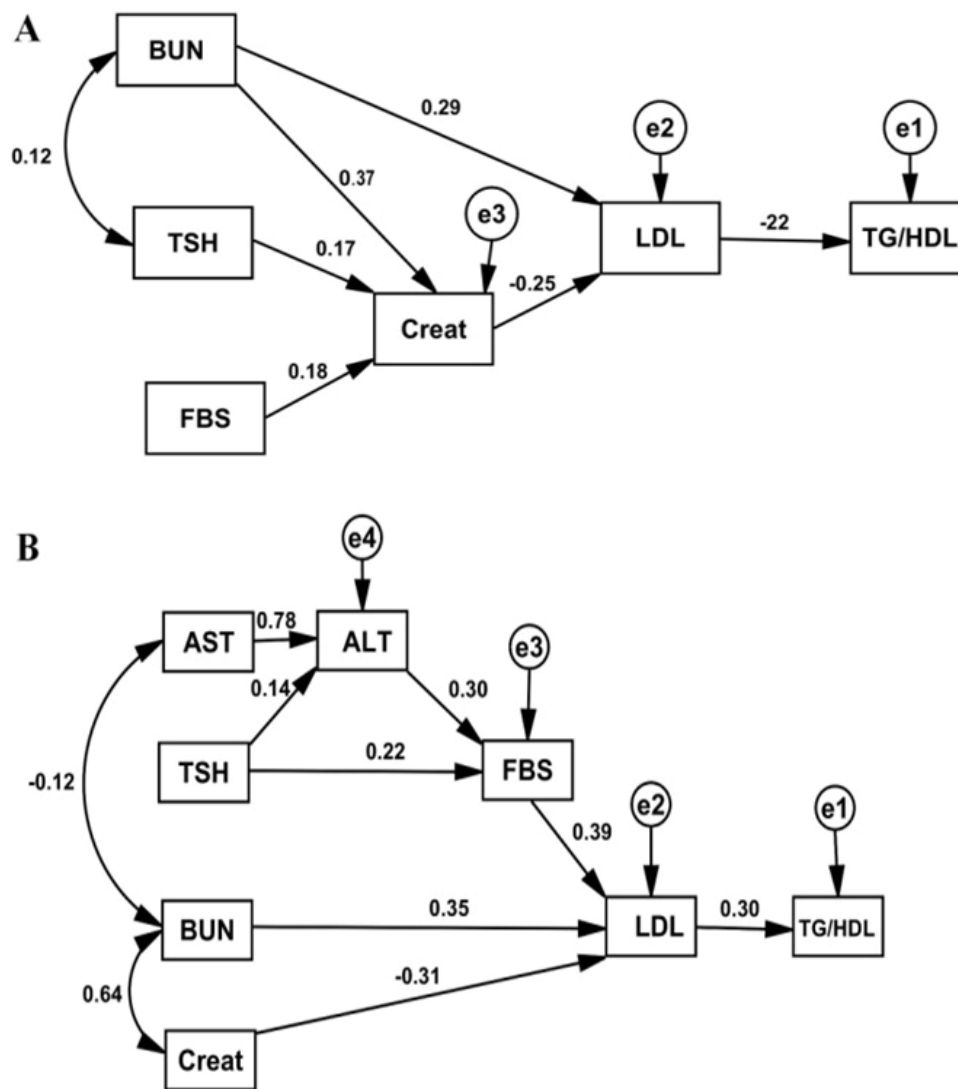 A
BUN
0.29
e2
e1
0.12
0.37
e3
TSH
0.17
LDL
-22
TG/HDL
-0.25
Creat
0.18
FBS
B
e4
AST
0.78
ALT
e3
0.14
0.30
TSH
0.22
FBS
-0.12
e2
e1
0.39
BUN
0.35
LDL
0.30
TG/HDL
-0.31
0.64
Creat